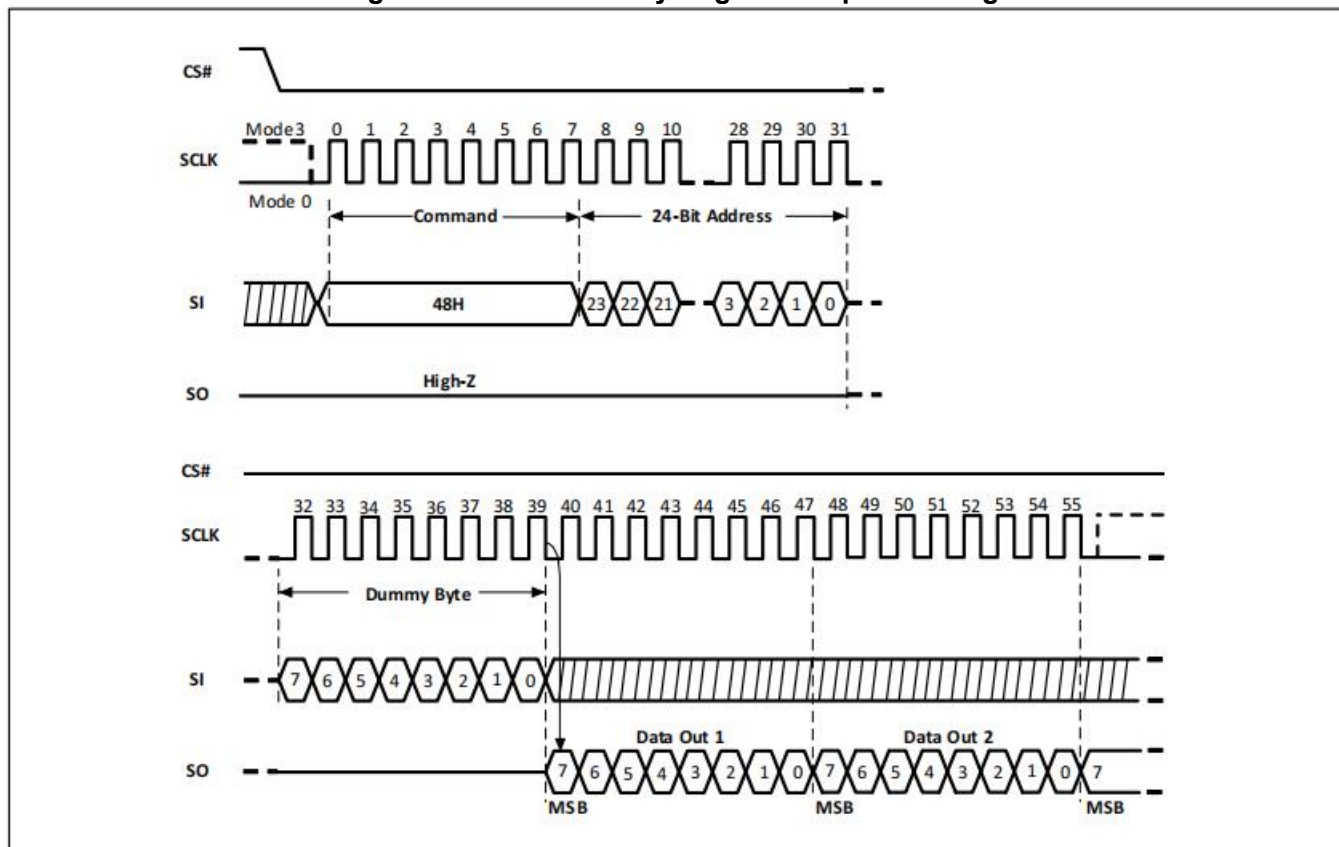 CS#
Mode3 0 1 2 3 4 5 6 7 8 9 10 28 29 30 31
SCLK
Mode 0
Command 24-Bit Address
SI 48H 23 22 21 3 2 1 0
High-Z
SO
CS#
32 33 34 35 36 37 38 39 40 41 42 43 44 45 46 47 48 49 50 51 52 53 54 55
SCLK
Dummy Byte
SI 7 6 5 4 3 2 1 0
Data Out 1 Data Out 2
SO 7 6 5 4 3 2 1 0 7 6 5 4 3 2 1 0 7
MSB MSB MSB